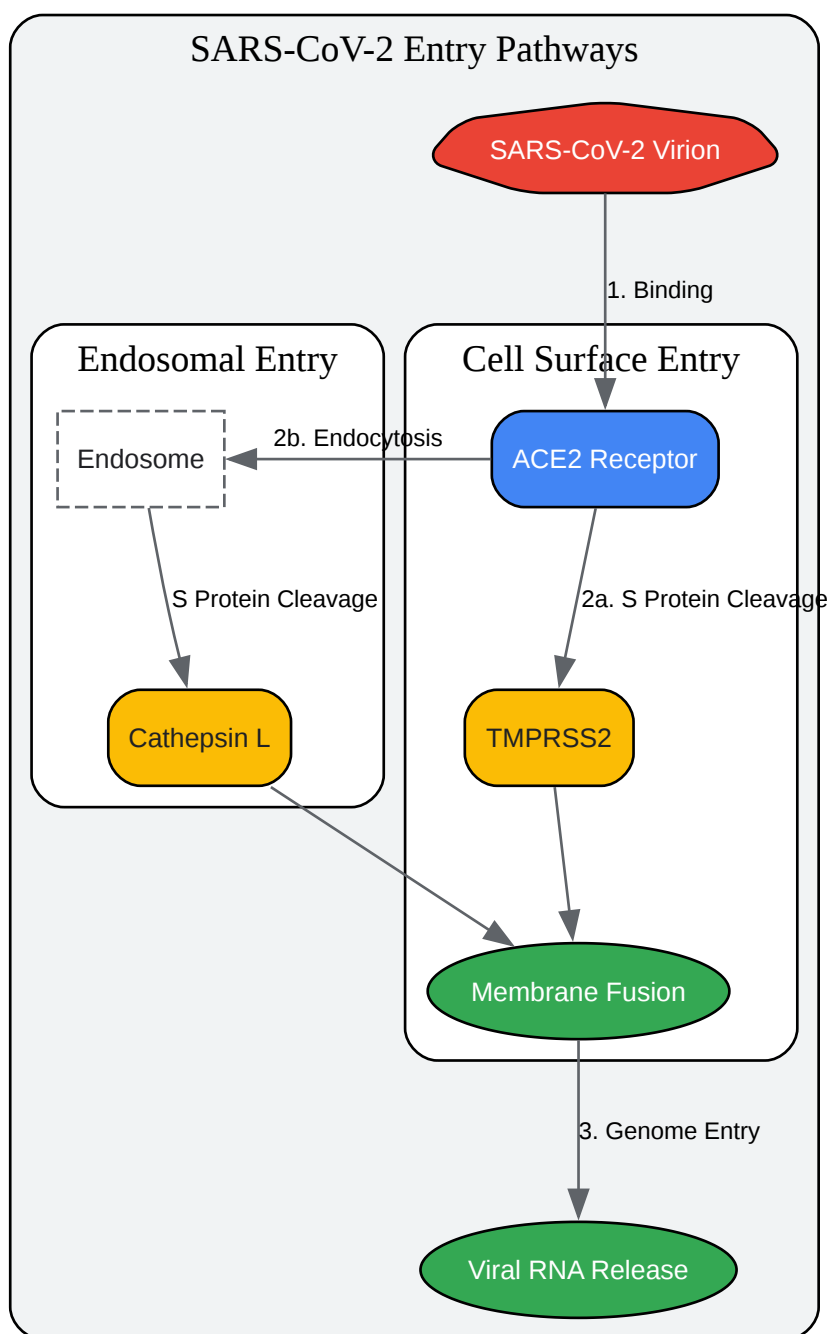 SARS-CoV-2 Entry Pathways
SARS-CoV-2 Virion
1. Binding
Endosomal Entry
Cell Surface Entry
Endosome
2b. Endocytosis
ACE2 Receptor
S Protein Cleavage
2a. S Protein Cleavage
Cathepsin L
TMPRSS2
Membrane Fusion
3. Genome Entry
Viral RNA Release